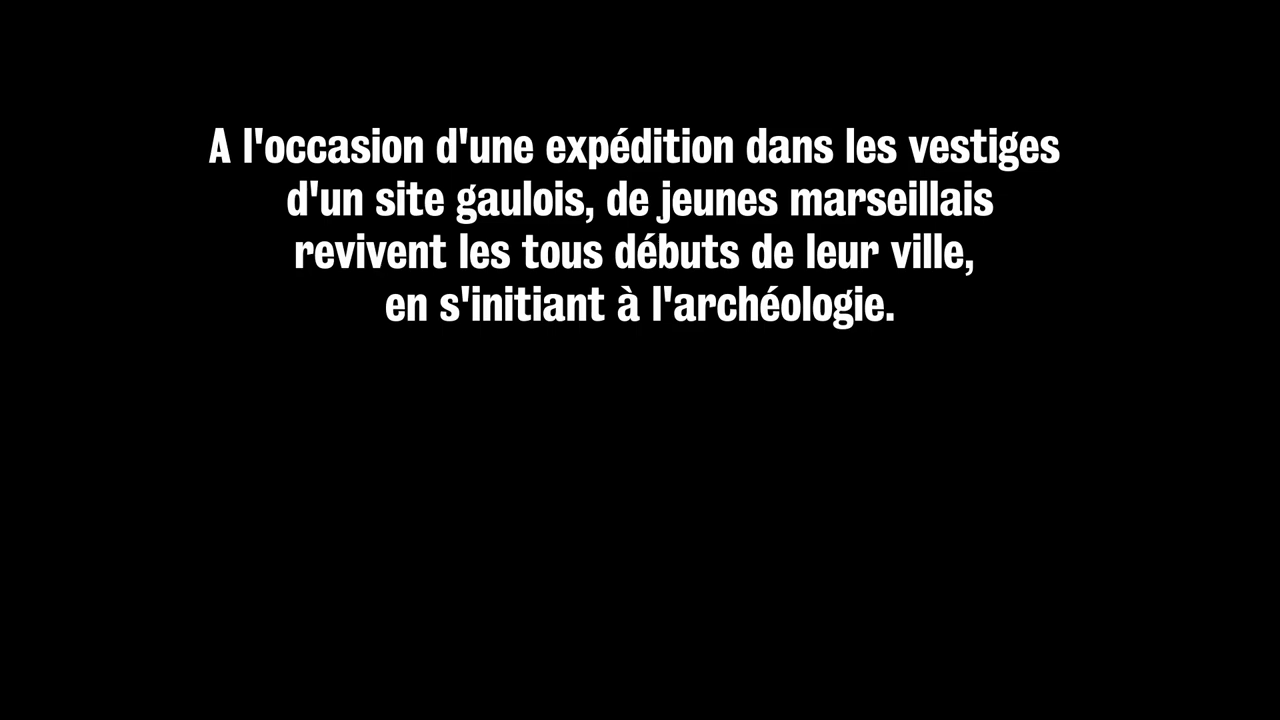 A l'occasion d'une expédition dans les vestiges
d'un site gaulois, de jeunes marseillais
revivent les tous débuts de leur ville,
en s'initiant à l'archéologie.